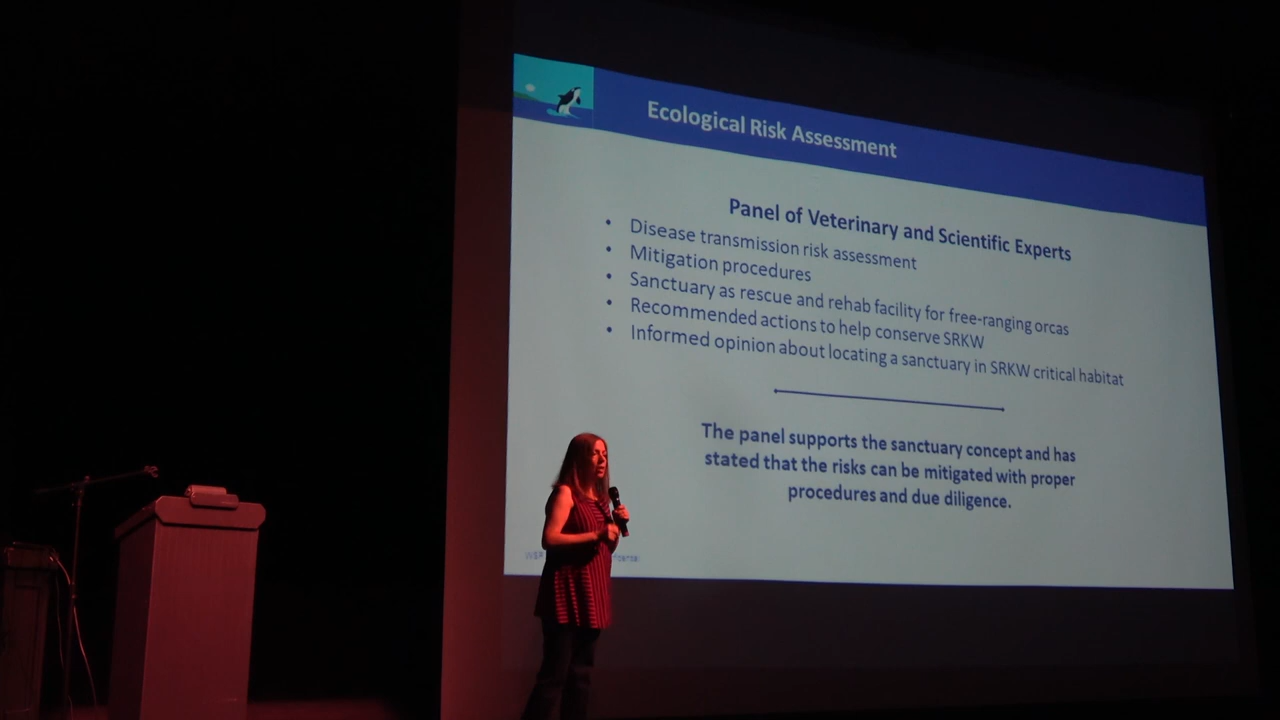 Ecological Risk Assessment
Panel of Veterinary and Scientific Experts
• Disease transmission risk assessment
• Mitigation procedures
• Sanctuary as rescue and rehab facility for free-ranging orcas
• Recommended actions to help conserve SRKW
• Informed opinion about locating a sanctuary in SRKW critical habitat
The panel supports the sanctuary concept and has
stated that the risks can be mitigated with proper
procedures and due diligence.